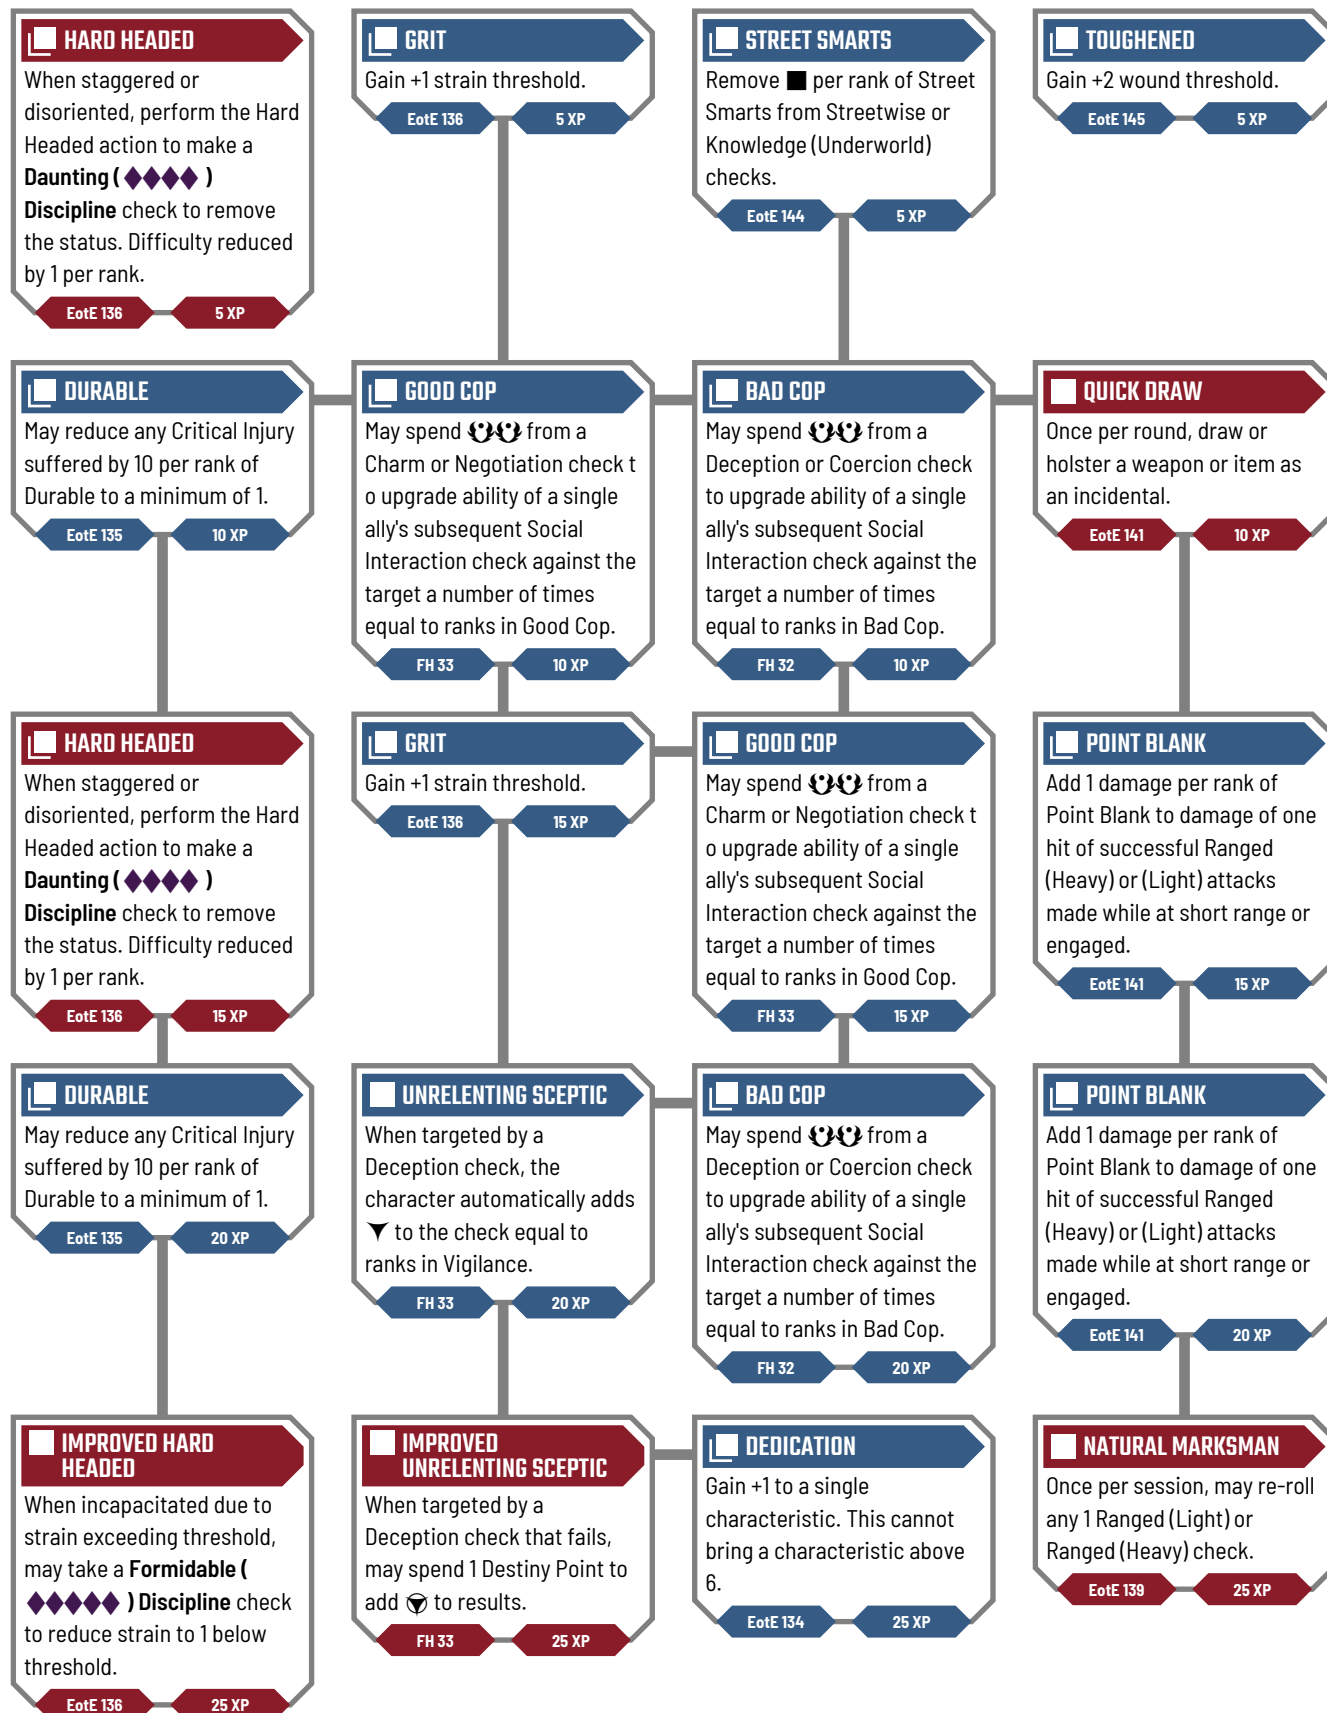 HARD HEADED
When staggered or
disoriented, perform the Hard
Headed action to make a
Daunting (♦♦♦♦ )
Discipline check to remove
the status. Difficulty reduced
by 1 per rank.
EotE 136 5 XP
GRIT
Gain +1 strain threshold.
EotE 136 5 XP
STREET SMARTS
Remove ■ per rank of Street
Smarts from Streetwise or
Knowledge (Underworld)
checks.
EotE 144 5 XP
TOUGHENED
Gain +2 wound threshold.
EotE 145 5 XP
DURABLE
May reduce any Critical Injury
suffered by 10 per rank of
Durable to a minimum of 1.
EotE 135 10 XP
GOOD COP
May spend from a
Charm or Negotiation check t
o upgrade ability of a single
ally's subsequent Social
Interaction check against the
target a number of times
equal to ranks in Good Cop.
FH 33 10 XP
BAD COP
May spend from a
Deception or Coercion check
to upgrade ability of a single
ally's subsequent Social
Interaction check against the
target a number of times
equal to ranks in Bad Cop.
FH 32 10 XP
QUICK DRAW
Once per round, draw or
holster a weapon or item as
an incidental.
EotE 141 10 XP
HARD HEADED
When staggered or
disoriented, perform the Hard
Headed action to make a
Daunting (♦♦♦♦ )
Discipline check to remove
the status. Difficulty reduced
by 1 per rank.
EotE 136 15 XP
GRIT
Gain +1 strain threshold.
EotE 136 15 XP
GOOD COP
May spend from a
Charm or Negotiation check t
o upgrade ability of a single
ally's subsequent Social
Interaction check against the
target a number of times
equal to ranks in Good Cop.
FH 33 15 XP
POINT BLANK
Add 1 damage per rank of
Point Blank to damage of one
hit of successful Ranged
(Heavy) or (Light) attacks
made while at short range or
engaged.
EotE 141 15 XP
DURABLE
May reduce any Critical Injury
suffered by 10 per rank of
Durable to a minimum of 1.
EotE 135 20 XP
UNRELENTING SCEPTIC
When targeted by a
Deception check, the
character automatically adds
to the check equal to
ranks in Vigilance.
FH 33 20 XP
BAD COP
May spend from a
Deception or Coercion check
to upgrade ability of a single
ally's subsequent Social
Interaction check against the
target a number of times
equal to ranks in Bad Cop.
FH 32 20 XP
POINT BLANK
Add 1 damage per rank of
Point Blank to damage of one
hit of successful Ranged
(Heavy) or (Light) attacks
made while at short range or
engaged.
EotE 141 20 XP
IMPROVED HARD
HEADED
When incapacitated due to
strain exceeding threshold,
may take a Formidable (
♦♦♦♦♦ ) Discipline check
to reduce strain to 1 below
threshold.
EotE 136 25 XP
IMPROVED
UNRELENTING SCEPTIC
When targeted by a
Deception check that fails,
may spend 1 Destiny Point to
add to results.
FH 33 25 XP
DEDICATION
Gain +1 to a single
characteristic. This cannot
bring a characteristic above
6.
EotE 134 25 XP
NATURAL MARKSMAN
Once per session, may re-roll
any 1 Ranged (Light) or
Ranged (Heavy) check.
EotE 139 25 XP